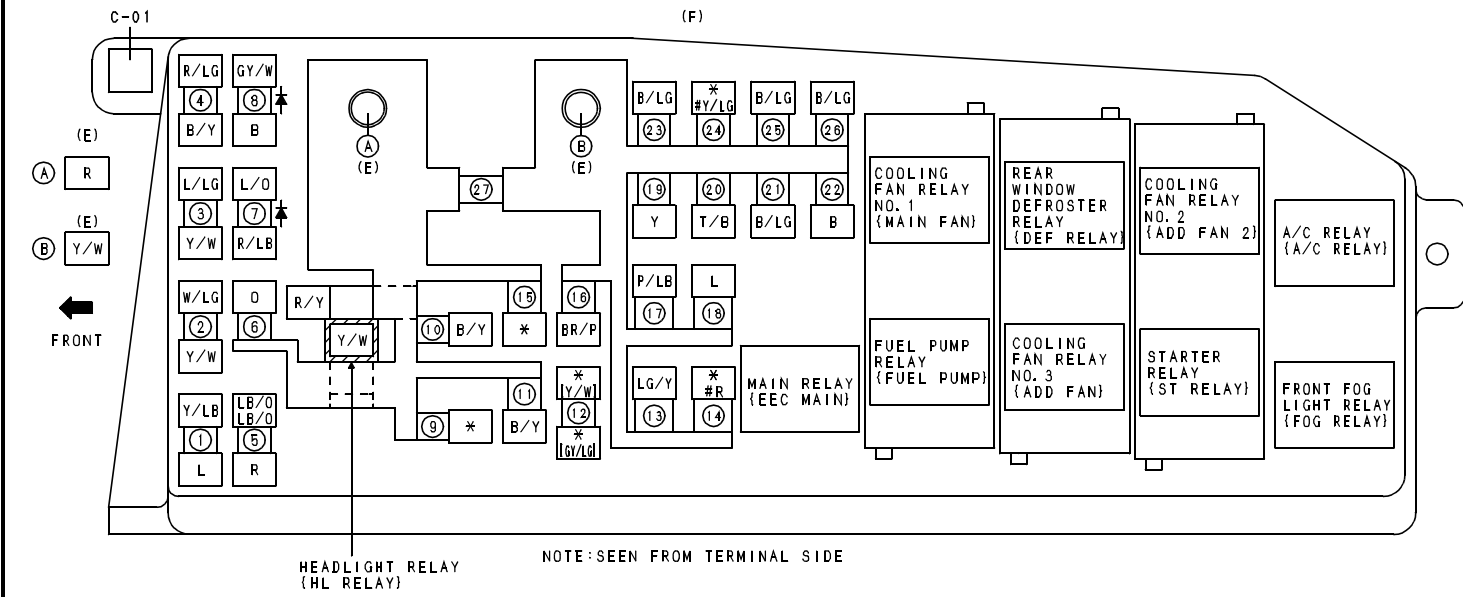 C-01
(F)
R/LG
4
B/Y
GY/W
8
B
(E)
A
R
(E)
B
Y/W
FRONT
L/LG
3
Y/W
L/O
7
R/LB
W/LG
2
Y/W
O
6
Y/LB
1
L
LB/O
LB/O
5
R
A
(E)
B
(E)
27
R/Y
Y/W
10
B/Y
15
*
16
BR/P
9
*
11
B/Y
*
[Y/W]
12
*
[GY/LG]
B/LG
23
*
#Y/LG
24
B/LG
25
B/LG
26
19
Y
20
T/B
21
B/LG
22
B
P/LB
17
L
18
LG/Y
13
*
#R
14
MAIN RELAY
{EEC MAIN}
COOLING
FAN RELAY
NO. 1
{MAIN FAN}
FUEL PUMP
RELAY
{FUEL PUMP}
REAR
WINDOW
DEFROSTER
RELAY
{DEF RELAY}
COOLING
FAN RELAY
NO. 3
{ADD FAN}
COOLING
FAN RELAY
NO. 2
{ADD FAN 2}
STARTER
RELAY
{ST RELAY}
A/C RELAY
{A/C RELAY}
FRONT FOG
LIGHT RELAY
{FOG RELAY}
HEADLIGHT RELAY
{HL RELAY}
NOTE:SEEN FROM TERMINAL SIDE